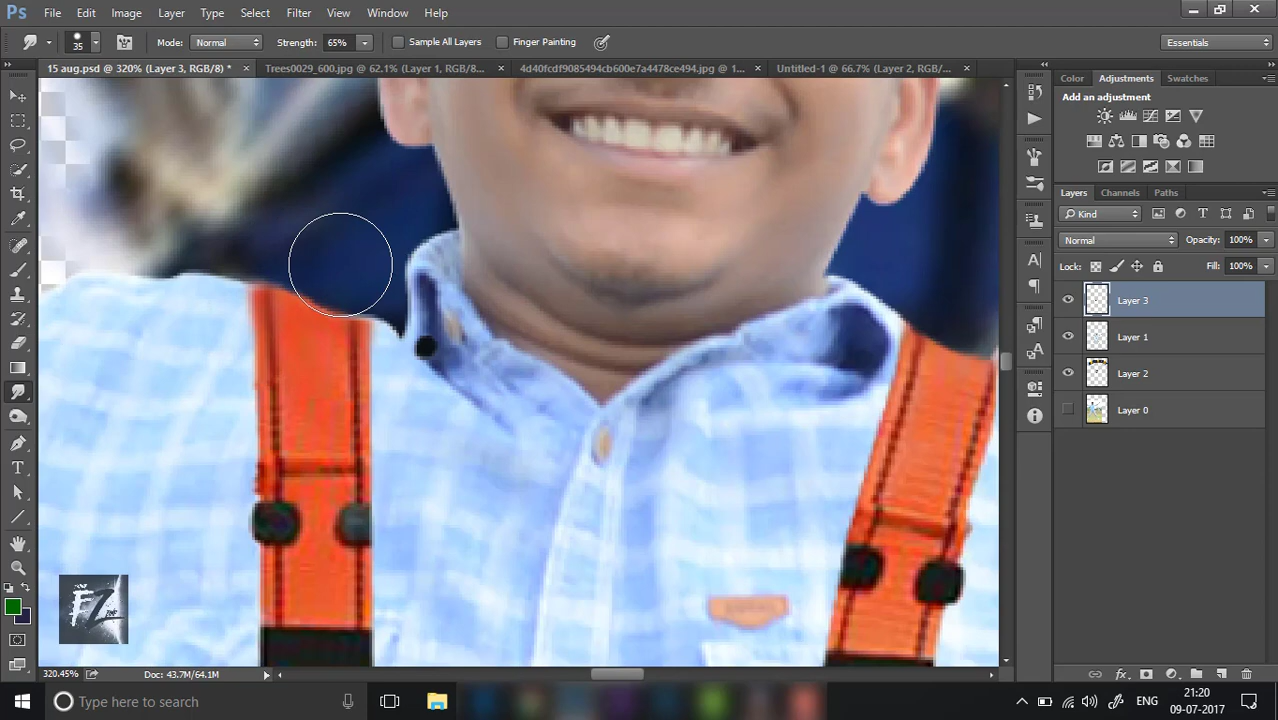 Ps File Edit Image Layer Type Select Filter View Window Help
35 Mode: Normal Strength: 65% Sample All Layers Finger Painting Essentials
15 aug.psd @ 320% (Layer 3, RGB/8) * × Trees0029_600.jpg @ 62.1% (Layer 1, RGB/8... × 4d40fcdf9085494cb600e7a4478ce494.jpg @ 1... × Untitled-1 @ 66.7% (Layer 2, RGB/... ×
Color Adjustments Swatches
Add an adjustment
Layers Channels Paths
Kind
Normal Opacity: 100%
Lock: Fill: 100%
Layer 3
Layer 1
Layer 2
Layer 0
FZ
320.45% Doc: 43.7M/64.1M
Type here to search ENG 21:20
09-07-2017